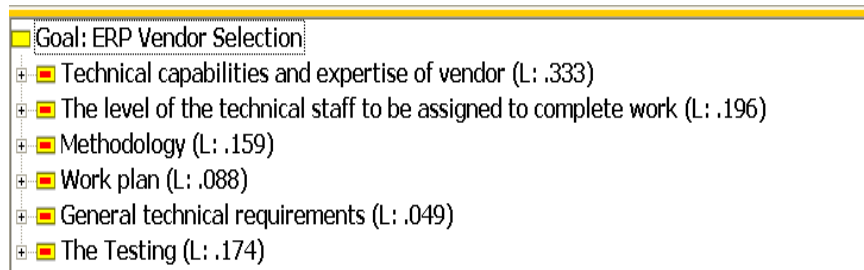 Goal: ERP Vendor Selection
Technical capabilities and expertise of vendor (L: .333)
The level of the technical staff to be assigned to complete work (L: .196)
Methodology (L: .159)
Work plan (L: .088)
General technical requirements (L: .049)
The Testing (L: .174)